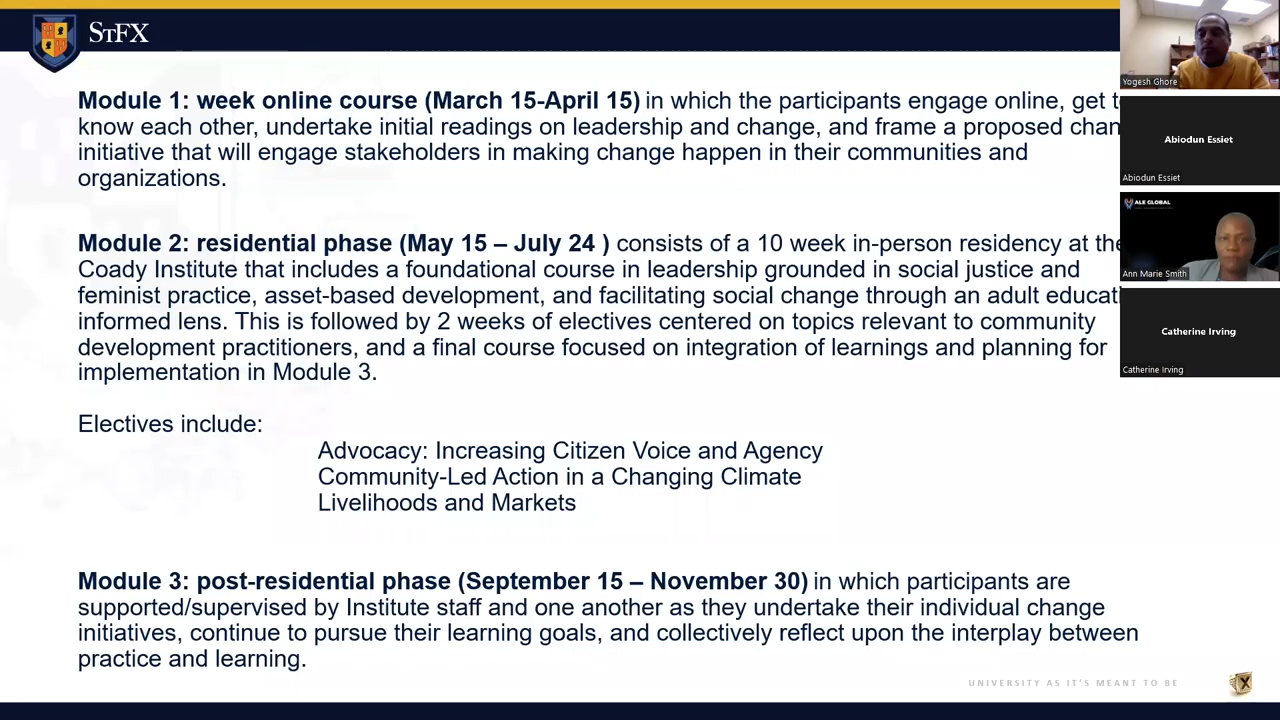 STFX
Module 1: week online course (March 15-April 15) in which the participants engage online, get
know each other, undertake initial readings on leadership and change, and frame a proposed
initiative that will engage stakeholders in making change happen in their communities and
organizations.
Module 2: residential phase (May 15 – July 24 ) consists of a 10 week in-person residency at the
Coady Institute that includes a foundational course in leadership grounded in social justice and
feminist practice, asset-based development, and facilitating social change through an adult
informed lens. This is followed by 2 weeks of electives centered on topics relevant to community
development practitioners, and a final course focused on integration of learnings and planning for
implementation in Module 3.
Electives include:
Advocacy: Increasing Citizen Voice and Agency
Community-Led Action in a Changing Climate
Livelihoods and Markets
Module 3: post-residential phase (September 15 – November 30) in which participants are
supported/supervised by Institute staff and one another as they undertake their individual change
initiatives, continue to pursue their learning goals, and collectively reflect upon the interplay between
practice and learning.
UNIVERSITY AS IT'S MEANT TO BE
X
Yogesh Ghore
Abiodun Essiet
Abiodun Essiet
ALE GLOBAL
Ann Marie Smith
Catherine Irving
Catherine Irving